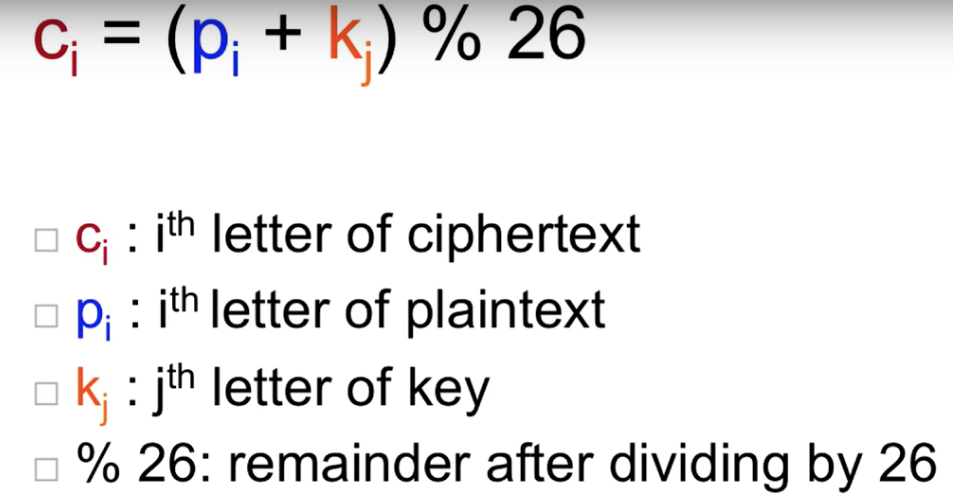 cᵢ = (pᵢ + kⱼ) % 26
□ cᵢ : iᵗʰ letter of ciphertext
□ pᵢ : iᵗʰ letter of plaintext
□ kⱼ : jᵗʰ letter of key
□ % 26: remainder after dividing by 26